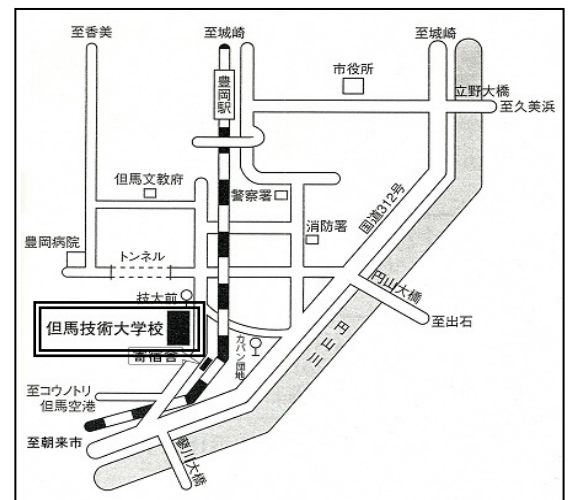 至香美
至城崎
至城崎
市役所
豊岡駅
立野大橋
至久美浜
但馬文教府
警察署
国道312号
消防署
豊岡病院
トンネル
円山大橋
技大前
至出石
但馬技術大学校
カバン団地
円山川
寄宿舎
至コウノトリ
但馬空港
至朝来市